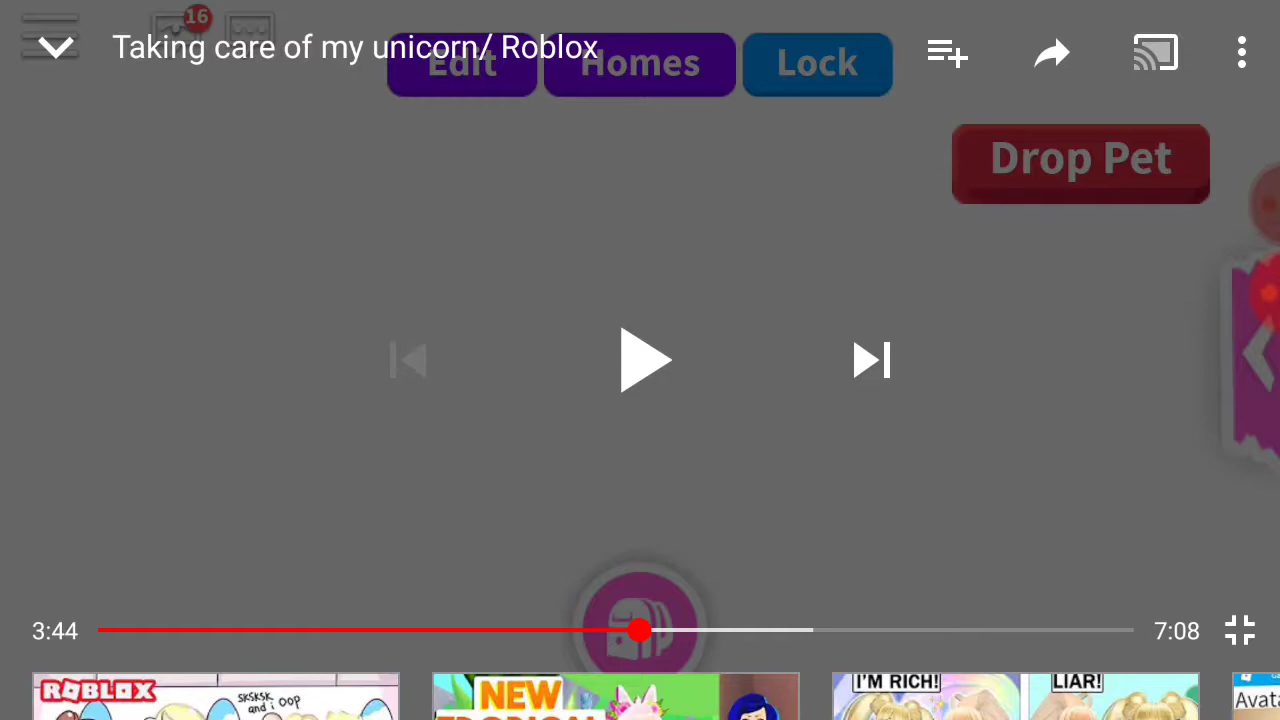 16
Taking care of my unicorn/ Roblox
Edit
Homes
Lock
Drop Pet
3:44
7:08
ROBLOX
SKSKSK
and i oop
NEW
TROPICAL
I'M RICH!
LIAR!
Avata